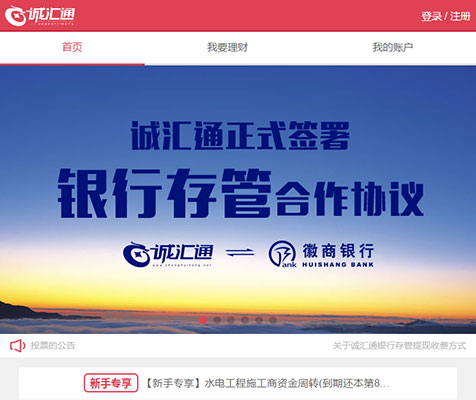 诚汇通
登录 / 注册
首页
我要理财
我的账户
诚汇通正式签署
银行存管合作协议
诚汇通
徽商银行
HUISHANG BANK
投票的公告
关于诚汇通银行存管提现收费方式
新手专享
【新手专享】水电工程施工商资金周转(到期还本第8...